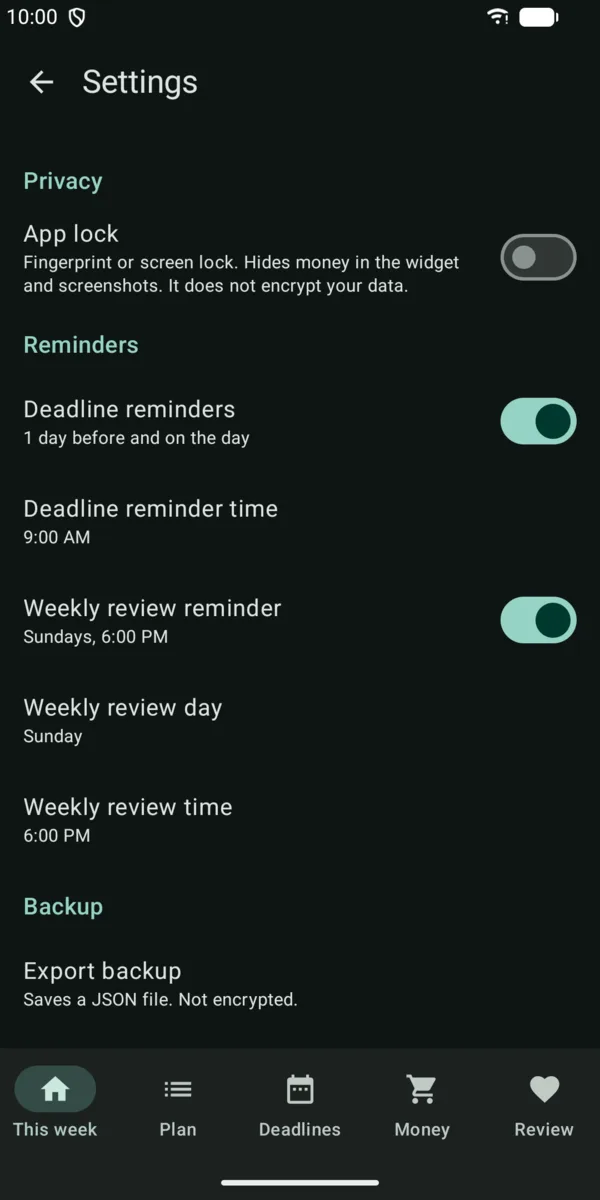 10:00
Settings
Privacy
App lock
Fingerprint or screen lock. Hides money in the widget
and screenshots. It does not encrypt your data.
Reminders
Deadline reminders
1 day before and on the day
Deadline reminder time
9:00 AM
Weekly review reminder
Sundays, 6:00 PM
Weekly review day
Sunday
Weekly review time
6:00 PM
Backup
Export backup
Saves a JSON file. Not encrypted.
This week
Plan
Deadlines
Money
Review